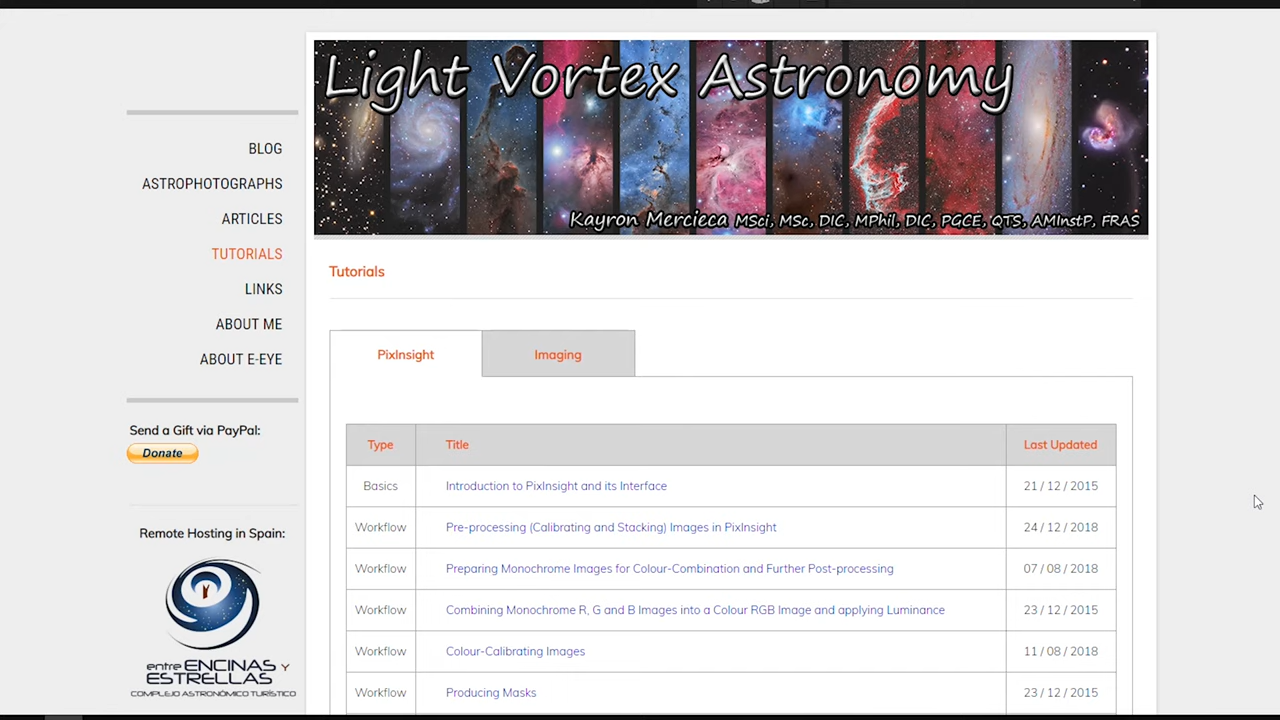 Light Vortex Astronomy
Kayron Mercieca MSci, MSc, DIC, MPhil, DIC, PGCE, QTS, AMInstP, FRAS
BLOG
ASTROPHOTOGRAPHS
ARTICLES
TUTORIALS
LINKS
ABOUT ME
ABOUT E-EYE
Send a Gift via PayPal:
Donate
Remote Hosting in Spain:
entre ENCINAS Y
ESTRELLAS
COMPLEJO ASTRONÓMICO TURÍSTICO
Tutorials
PixInsight Imaging
Type Title Last Updated
Basics Introduction to PixInsight and its Interface 21 / 12 / 2015
Workflow Pre-processing (Calibrating and Stacking) Images in PixInsight 24 / 12 / 2018
Workflow Preparing Monochrome Images for Colour-Combination and Further Post-processing 07 / 08 / 2018
Workflow Combining Monochrome R, G and B Images into a Colour RGB Image and applying Luminance 23 / 12 / 2015
Workflow Colour-Calibrating Images 11 / 08 / 2018
Workflow Producing Masks 23 / 12 / 2015